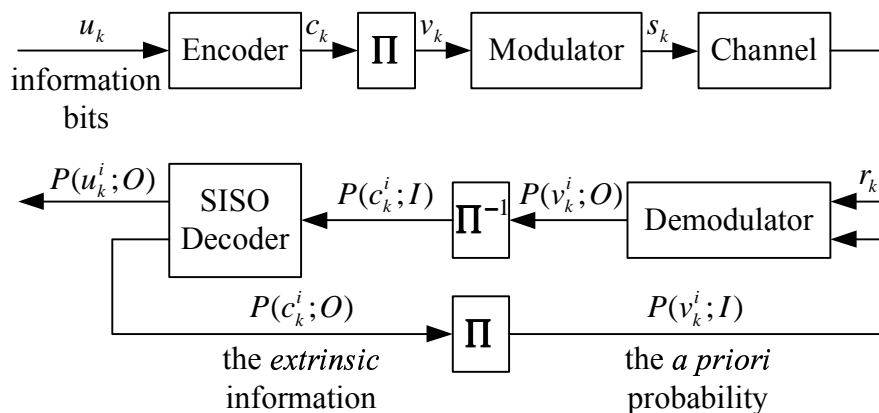 u_k
Encoder
c_k
Π
v_k
Modulator
s_k
Channel
information
bits
P(u_k^i;O)
SISO
Decoder
P(c_k^i;I)
Π^{-1}
P(v_k^i;O)
Demodulator
r_k
P(c_k^i;O)
Π
P(v_k^i;I)
the extrinsic
information
the a priori
probability